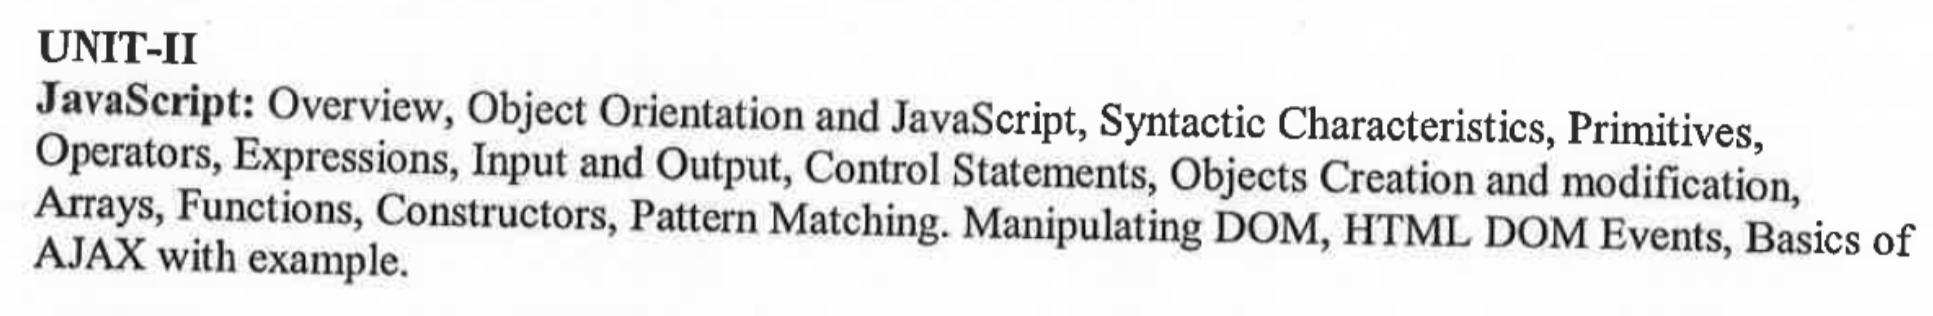 UNIT-II
JavaScript: Overview, Object Orientation and JavaScript, Syntactic Characteristics, Primitives,
Operators, Expressions, Input and Output, Control Statements, Objects Creation and modification,
Arrays, Functions, Constructors, Pattern Matching. Manipulating DOM, HTML DOM Events, Basics of
AJAX with example.